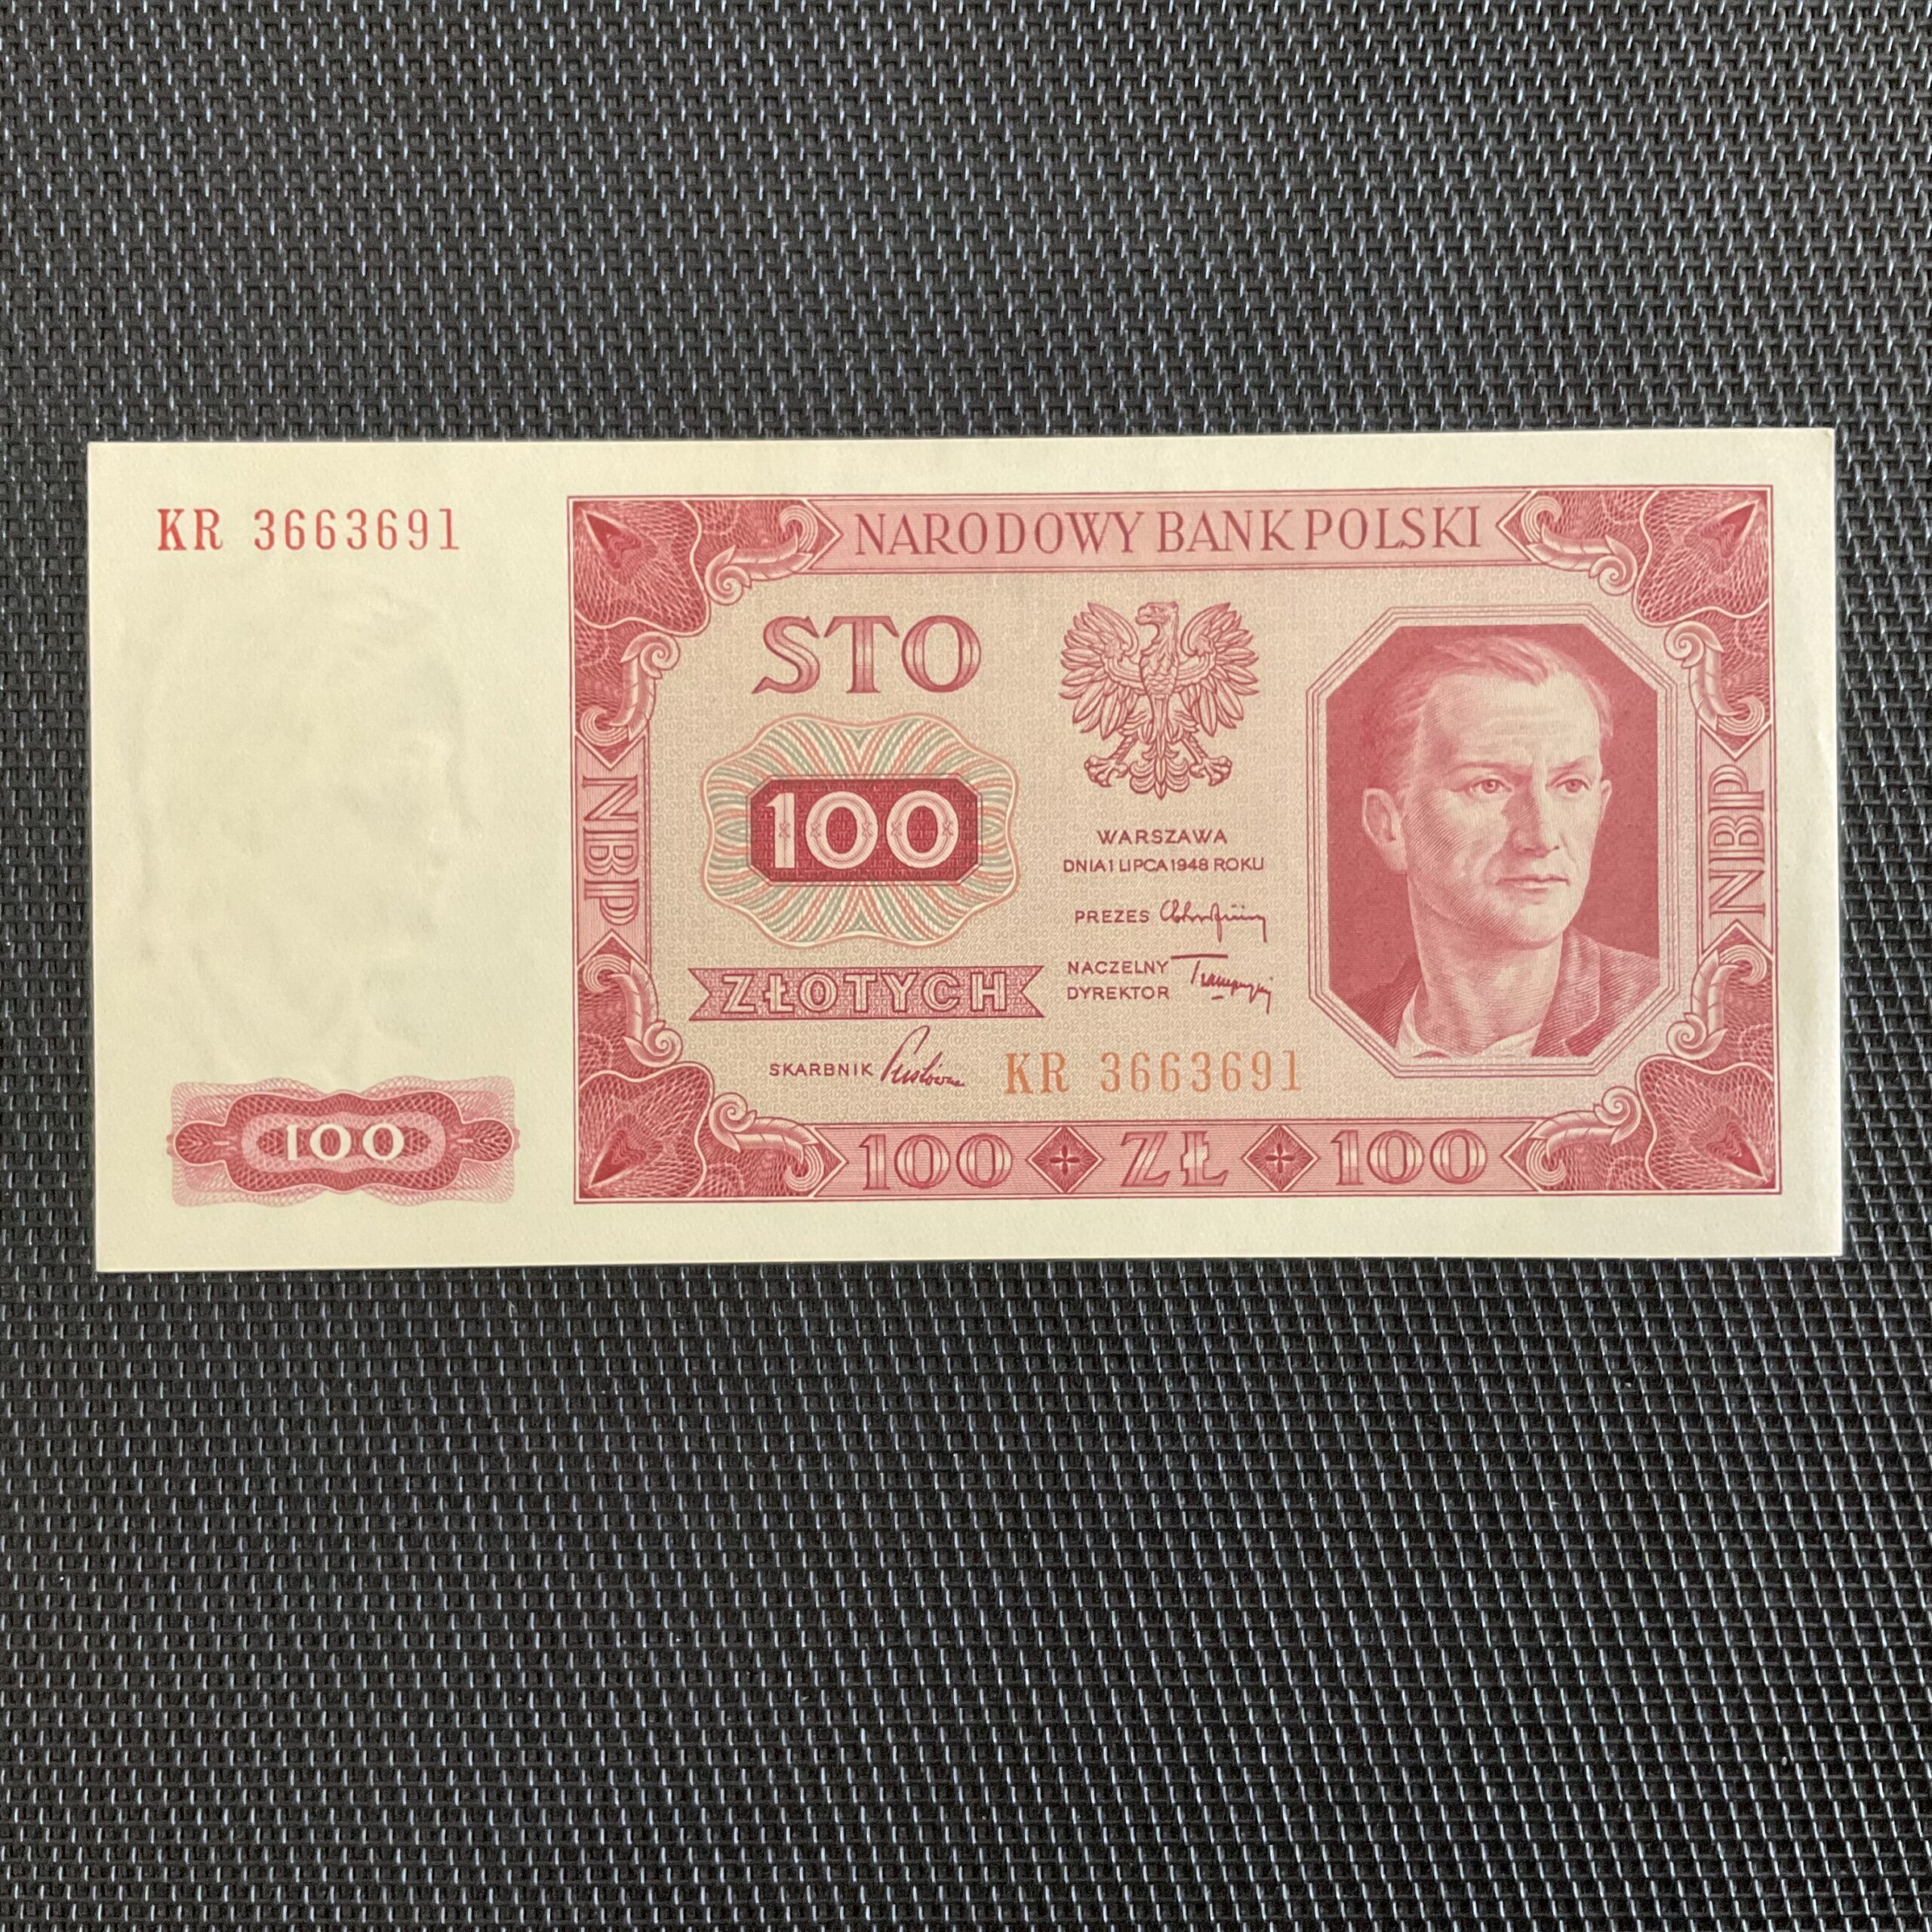 KR 3663691
NARODOWY BANK POLSKI
STO
100
ZŁOTYCH
NBP
NBP
WARSZAWA
DNIA 1 LIPCA 1948 ROKU
PREZES
NACZELNY
DYREKTOR
SKARBNIK
KR 3663691
100
100 ZŁ 100